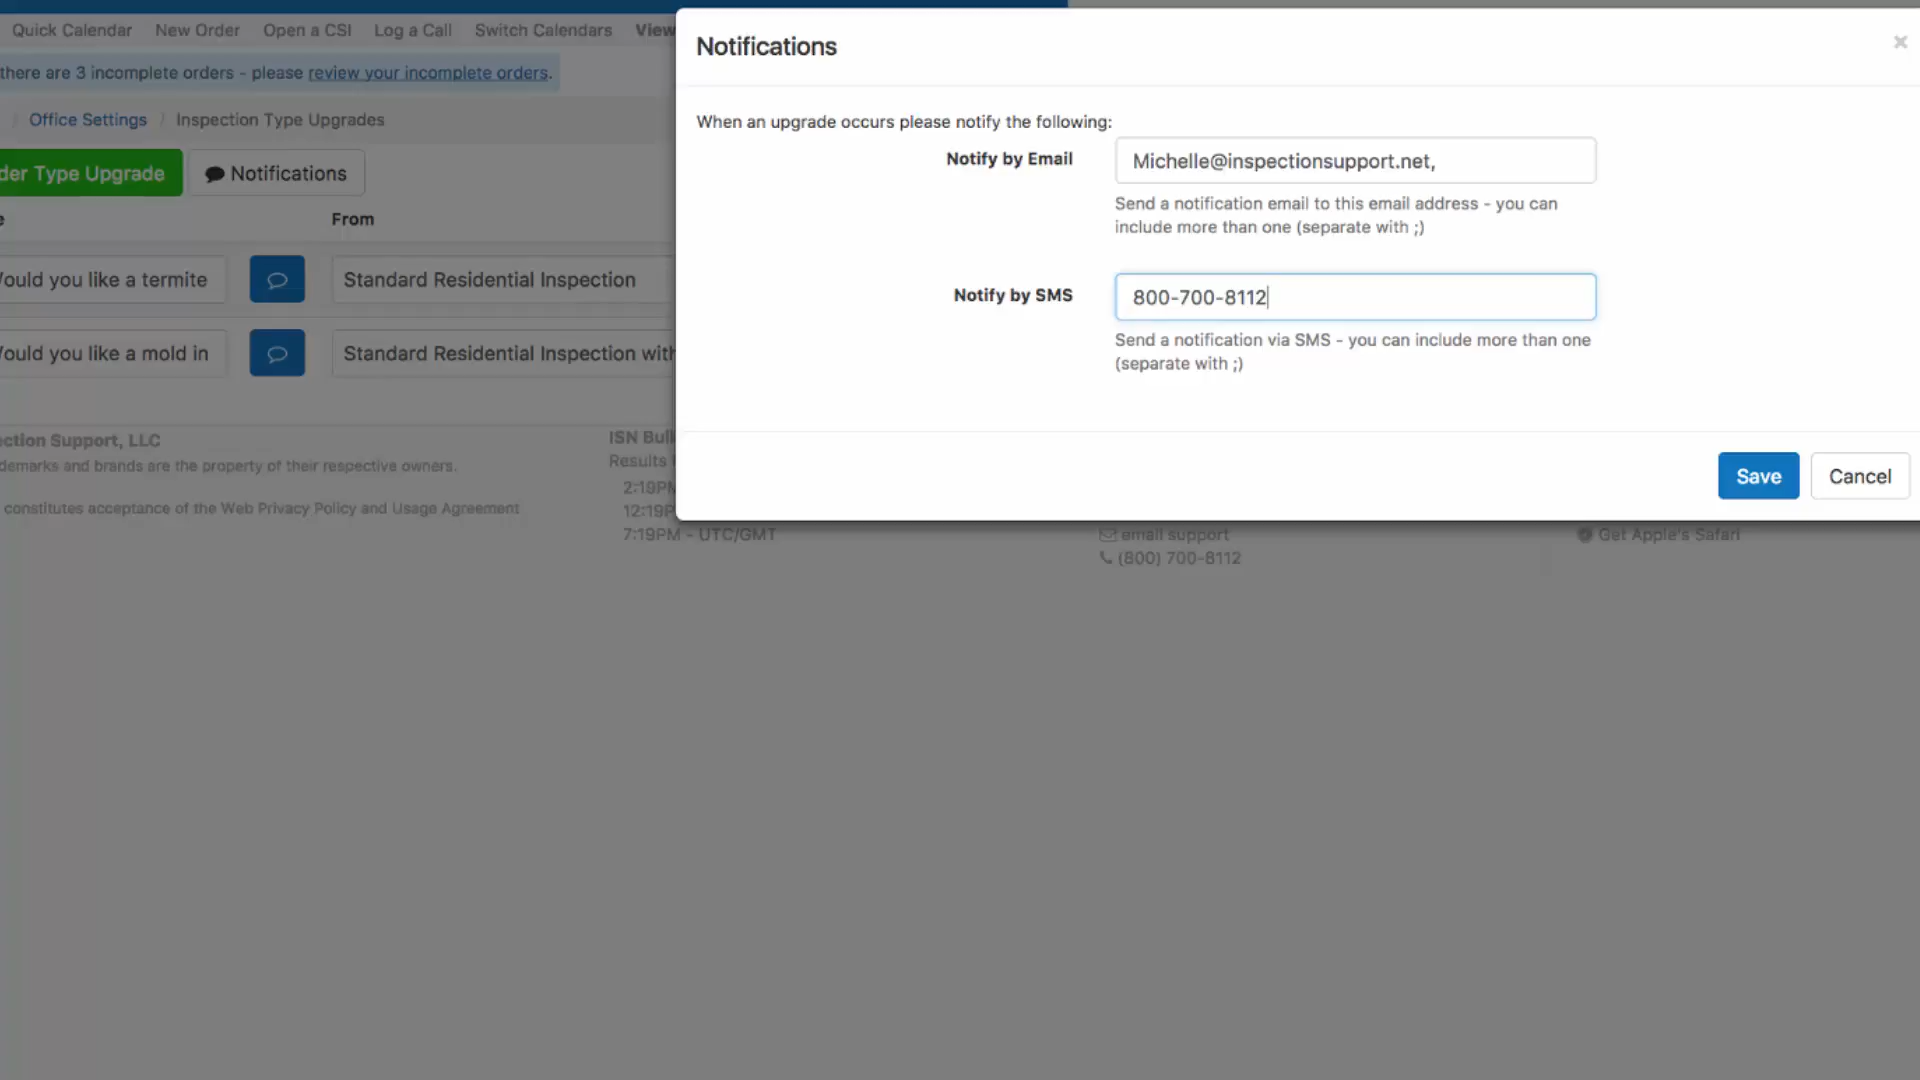 Quick Calendar New Order Open a CSI Log a Call Switch Calendars View
there are 3 incomplete orders - please review your incomplete orders.
/ Office Settings / Inspection Type Upgrades
der Type Upgrade Notifications
e From
ould you like a termite Standard Residential Inspection
ould you like a mold in Standard Residential Inspection with
ction Support, LLC
demarks and brands are the property of their respective owners.
constitutes acceptance of the Web Privacy Policy and Usage Agreement
ISN Bull
Results
2:19PM
12:19P
7:19PM - UTC/GMT
email support
(800) 700-8112
Get Apple's Safari
Notifications
×
When an upgrade occurs please notify the following:
Notify by Email Michelle@inspectionsupport.net,
Send a notification email to this email address - you can
include more than one (separate with ;)
Notify by SMS 800-700-8112
Send a notification via SMS - you can include more than one
(separate with ;)
Save Cancel